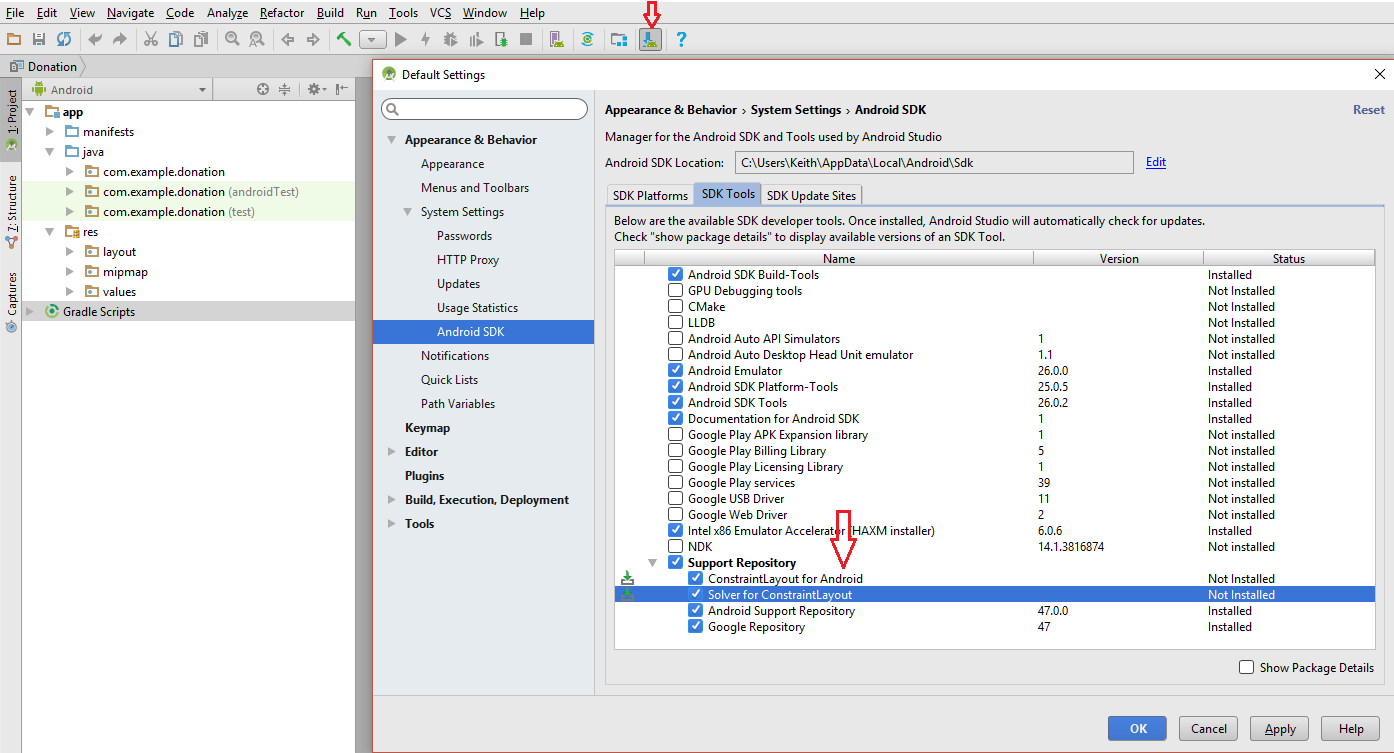 File Edit View Navigate Code Analyze Refactor Build Run Tools VCS Window Help
Donation
1: Project
7: Structure
Captures
Android
app
manifests
java
com.example.donation
com.example.donation (androidTest)
com.example.donation (test)
res
layout
mipmap
values
Gradle Scripts
Default Settings
Appearance & Behavior
Appearance
Menus and Toolbars
System Settings
Passwords
HTTP Proxy
Updates
Usage Statistics
Android SDK
Notifications
Quick Lists
Path Variables
Keymap
Editor
Plugins
Build, Execution, Deployment
Tools
Appearance & Behavior › System Settings › Android SDK Reset
Manager for the Android SDK and Tools used by Android Studio
Android SDK Location: C:\Users\Keith\AppData\Local\Android\Sdk Edit
SDK Platforms SDK Tools SDK Update Sites
Below are the available SDK developer tools. Once installed, Android Studio will automatically check for updates.
Check "show package details" to display available versions of an SDK Tool.
Name Version Status
Android SDK Build-Tools Installed
GPU Debugging tools Not Installed
CMake Not Installed
LLDB Not Installed
Android Auto API Simulators 1 Not installed
Android Auto Desktop Head Unit emulator 1.1 Not installed
Android Emulator 26.0.0 Installed
Android SDK Platform-Tools 25.0.5 Installed
Android SDK Tools 26.0.2 Installed
Documentation for Android SDK 1 Installed
Google Play APK Expansion library 1 Not installed
Google Play Billing Library 5 Not installed
Google Play Licensing Library 1 Not installed
Google Play services 39 Not installed
Google USB Driver 11 Not installed
Google Web Driver 2 Not installed
Intel x86 Emulator Accelerator (HAXM installer) 6.0.6 Installed
NDK 14.1.3816874 Not installed
Support Repository
ConstraintLayout for Android Not Installed
Solver for ConstraintLayout Not Installed
Android Support Repository 47.0.0 Installed
Google Repository 47 Installed
Show Package Details
OK Cancel Apply Help